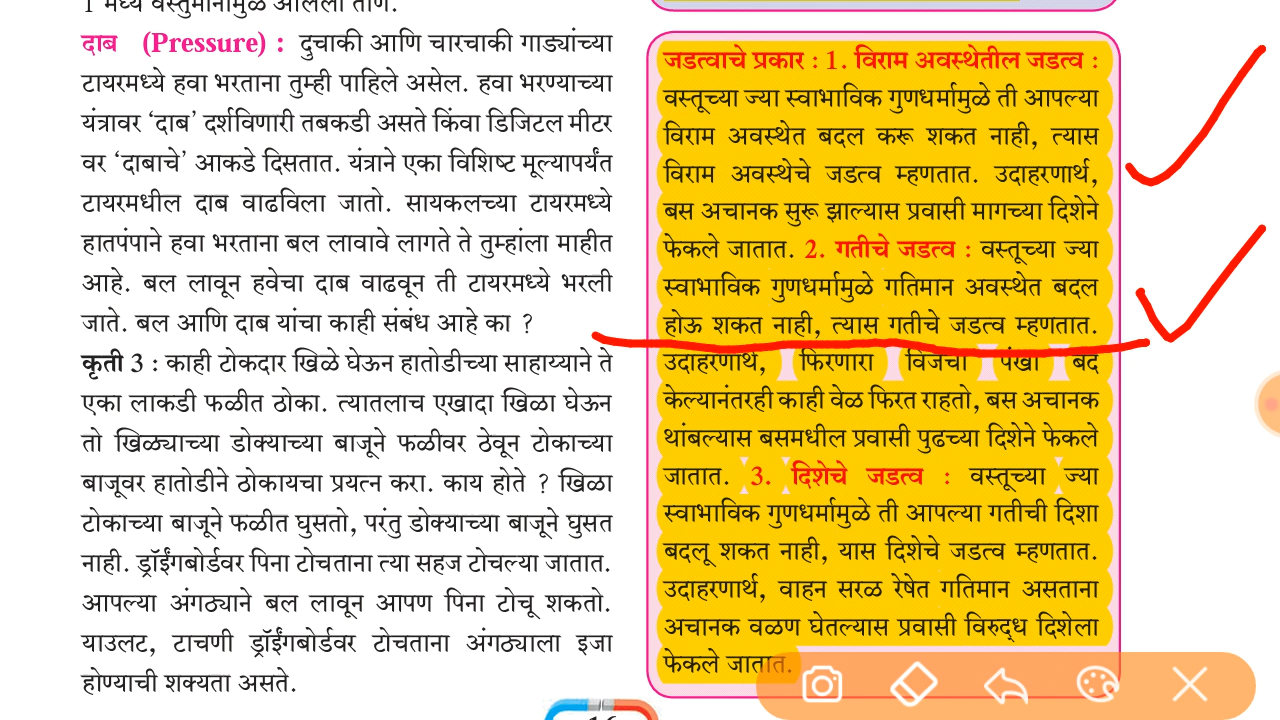 1 मध्ये वस्तुमानामुळे आलेला ताण.
दाब (Pressure) : दुचाकी आणि चारचाकी गाड्यांच्या
टायरमध्ये हवा भरताना तुम्ही पाहिले असेल. हवा भरण्याच्या
यंत्रावर ‘दाब’ दर्शविणारी तबकडी असते किंवा डिजिटल मीटर
वर ‘दाबाचे’ आकडे दिसतात. यंत्राने एका विशिष्ट मूल्यापर्यंत
टायरमधील दाब वाढविला जातो. सायकलच्या टायरमध्ये
हातपंपाने हवा भरताना बल लावावे लागते ते तुम्हांला माहीत
आहे. बल लावून हवेचा दाब वाढवून ती टायरमध्ये भरली
जाते. बल आणि दाब यांचा काही संबंध आहे का ?
कृती 3 : काही टोकदार खिळे घेऊन हातोडीच्या साहाय्याने ते
एका लाकडी फळीत ठोका. त्यातलाच एखादा खिळा घेऊन
तो खिळ्याच्या डोक्याच्या बाजूने फळीवर ठेवून टोकाच्या
बाजूवर हातोडीने ठोकायचा प्रयत्न करा. काय होते ? खिळा
टोकाच्या बाजूने फळीत घुसतो, परंतु डोक्याच्या बाजूने घुसत
नाही. ड्रॉईंगबोर्डवर पिना टोचताना त्या सहज टोचल्या जातात.
आपल्या अंगठ्याने बल लावून आपण पिना टोचू शकतो.
याउलट, टाचणी ड्रॉईंगबोर्डवर टोचताना अंगठ्याला इजा
होण्याची शक्यता असते.
जडत्वाचे प्रकार : 1. विराम अवस्थेतील जडत्व :
वस्तूच्या ज्या स्वाभाविक गुणधर्मामुळे ती आपल्या
विराम अवस्थेत बदल करू शकत नाही, त्यास
विराम अवस्थेचे जडत्व म्हणतात. उदाहरणार्थ,
बस अचानक सुरू झाल्यास प्रवासी मागच्या दिशेने
फेकले जातात. 2. गतीचे जडत्व : वस्तूच्या ज्या
स्वाभाविक गुणधर्मामुळे गतिमान अवस्थेत बदल
होऊ शकत नाही, त्यास गतीचे जडत्व म्हणतात.
उदाहरणार्थ, फिरणारा विजेचा पंखा बंद
केल्यानंतरही काही वेळ फिरत राहतो, बस अचानक
थांबल्यास बसमधील प्रवासी पुढच्या दिशेने फेकले
जातात. 3. दिशेचे जडत्व : वस्तूच्या ज्या
स्वाभाविक गुणधर्मामुळे ती आपल्या गतीची दिशा
बदलू शकत नाही, यास दिशेचे जडत्व म्हणतात.
उदाहरणार्थ, वाहन सरळ रेषेत गतिमान असताना
अचानक वळण घेतल्यास प्रवासी विरुद्ध दिशेला
फेकले जातात.